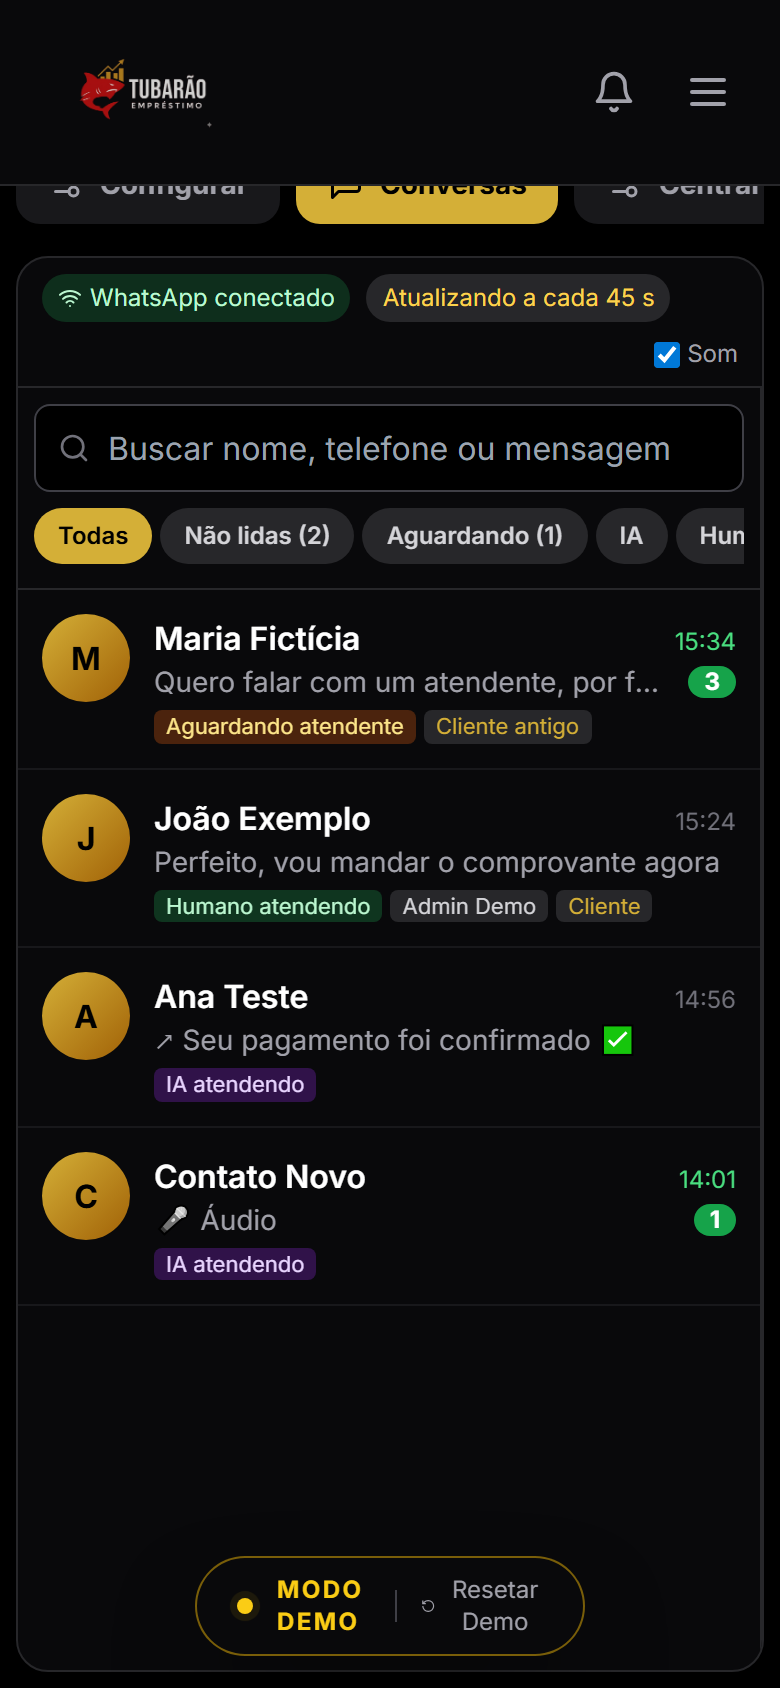 TUBARÃO
EMPRÉSTIMO
Configurar Conversas Central
WhatsApp conectado Atualizando a cada 45 s
Som
Buscar nome, telefone ou mensagem
Todas Não lidas (2) Aguardando (1) IA Hum
M Maria Fictícia 15:34
Quero falar com um atendente, por f... 3
Aguardando atendente Cliente antigo
J João Exemplo 15:24
Perfeito, vou mandar o comprovante agora
Humano atendendo Admin Demo Cliente
A Ana Teste 14:56
↗ Seu pagamento foi confirmado ✅
IA atendendo
C Contato Novo 14:01
🎤 Áudio 1
IA atendendo
MODO DEMO
Resetar Demo